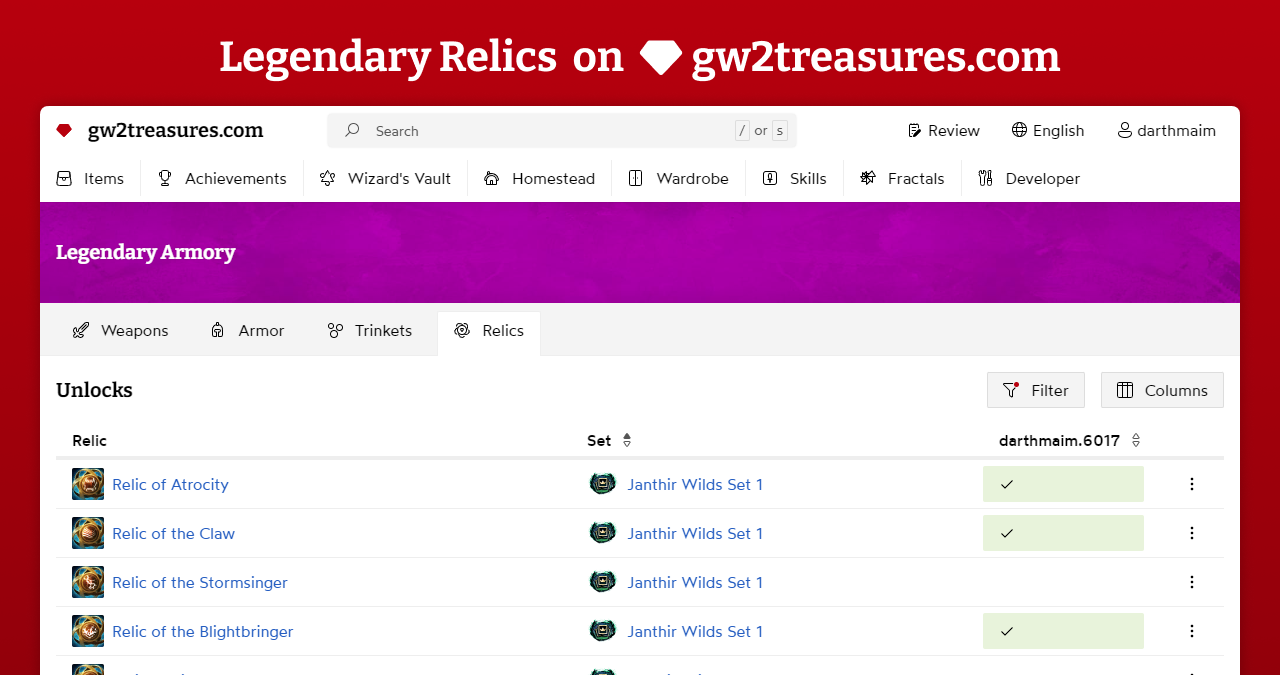 Legendary Relics on gw2treasures.com
gw2treasures.com
Search
/ or s
Review
English
darthmaim
Items
Achievements
Wizard's Vault
Homestead
Wardrobe
Skills
Fractals
Developer
Legendary Armory
Weapons
Armor
Trinkets
Relics
Unlocks
Filter
Columns
Relic
Set
darthmaim.6017
Relic of Atrocity
Janthir Wilds Set 1
Relic of the Claw
Janthir Wilds Set 1
Relic of the Stormsinger
Janthir Wilds Set 1
Relic of the Blightbringer
Janthir Wilds Set 1